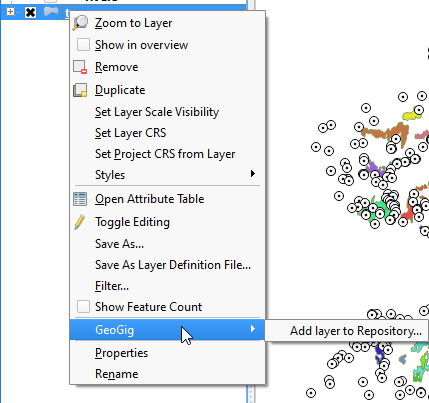 Zoom to Layer
Show in overview
Remove
Duplicate
Set Layer Scale Visibility
Set Layer CRS
Set Project CRS from Layer
Styles
Open Attribute Table
Toggle Editing
Save As...
Save As Layer Definition File...
Filter...
Show Feature Count
GeoGig
Add layer to Repository...
Properties
Rename